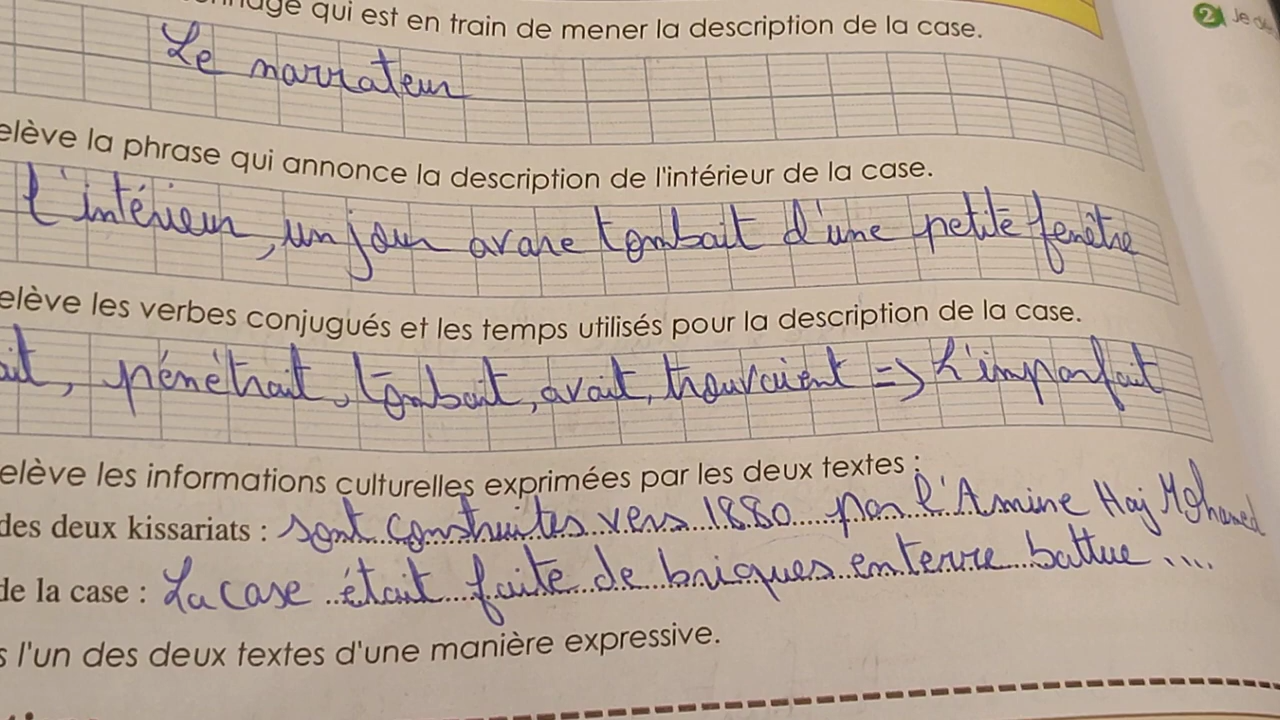 qui est en train de mener la description de la case.
2 Je
Le narrateur
elève la phrase qui annonce la description de l'intérieur de la case.
l'intérieur, un jour avare tombait d'une petite fenêtre
elève les verbes conjugués et les temps utilisés pour la description de la case.
ait, pénétrait, tombait, avait, trouvaient => L'imparfait
elève les informations culturelles exprimées par les deux textes :
des deux kissariats : sont construites vers 1880 par l'Amine Haj Mohamed
de la case : La case était faite de briques en terre battue ....
s l'un des deux textes d'une manière expressive.